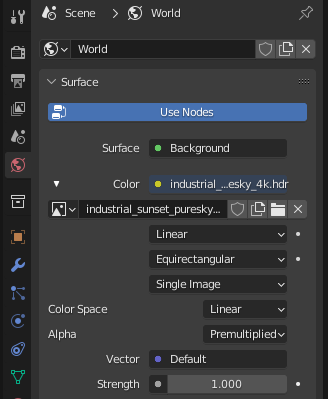 Scene > World
World
Surface
Use Nodes
Surface Background
Color industrial_...esky_4k.hdr
industrial_sunset_puresky...
Linear
Equirectangular
Single Image
Color Space Linear
Alpha Premultiplied
Vector Default
Strength 1.000